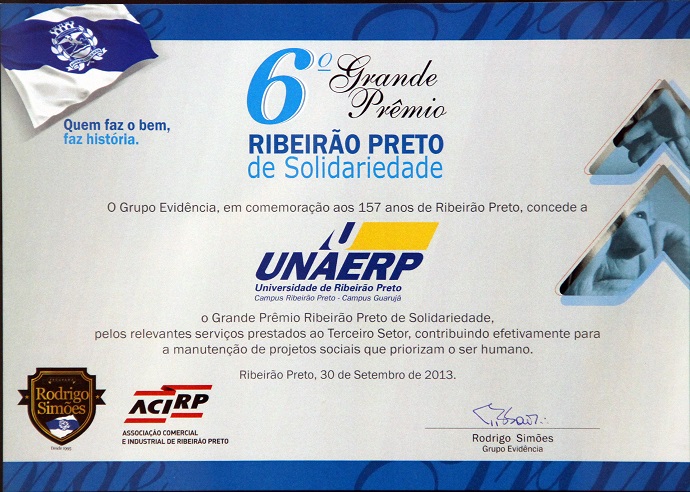 6º Grande
Prêmio
RIBEIRÃO PRETO
de Solidariedade
Quem faz o bem,
faz história.
O Grupo Evidência, em comemoração aos 157 anos de Ribeirão Preto, concede a
UNAERP
Universidade de Ribeirão Preto
Campus Ribeirão Preto - Campus Guarujá
o Grande Prêmio Ribeirão Preto de Solidariedade,
pelos relevantes serviços prestados ao Terceiro Setor, contribuindo efetivamente para
a manutenção de projetos sociais que priorizam o ser humano.
Ribeirão Preto, 30 de Setembro de 2013.
Rodrigo
Simões
ACIRP
ASSOCIAÇÃO COMERCIAL
E INDUSTRIAL DE RIBEIRÃO PRETO
Rodrigo Simões
Grupo Evidência